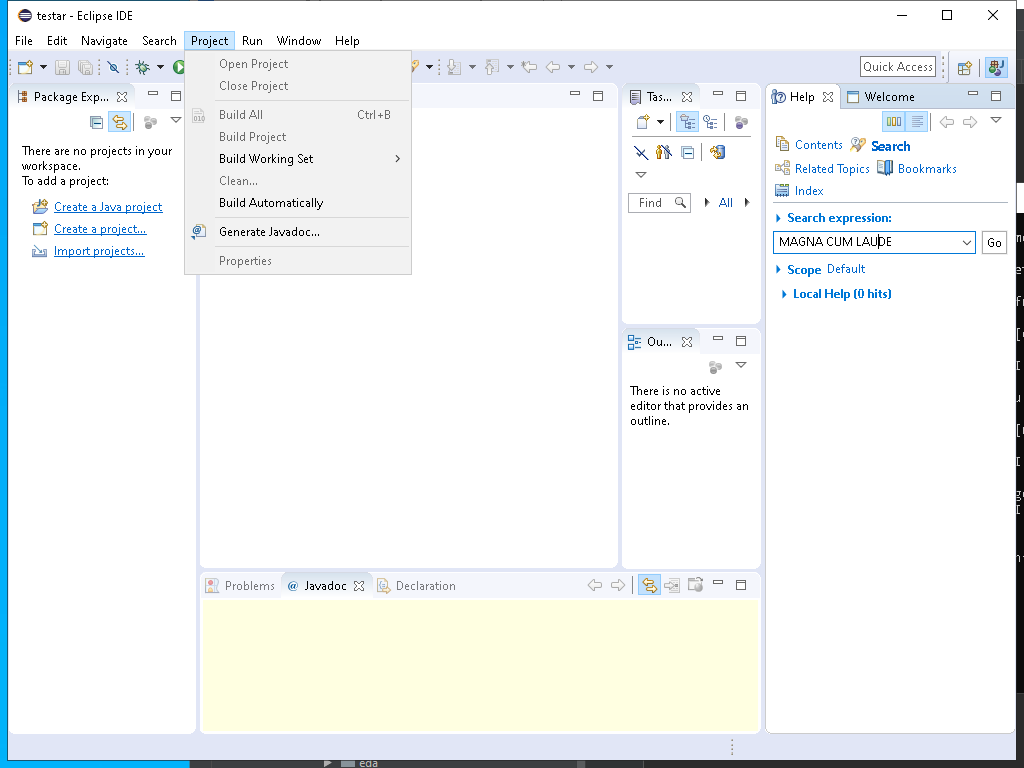 testar - Eclipse IDE
File Edit Navigate Search Project Run Window Help
Quick Access
Open Project
Close Project
Build All Ctrl+B
Build Project
Build Working Set
Clean...
Build Automatically
Generate Javadoc...
Properties
Package Exp...
There are no projects in your
workspace.
To add a project:
Create a Java project
Create a project...
Import projects...
Tas...
Find
All
Ou...
There is no active
editor that provides an
outline.
Help
Welcome
Contents
Search
Related Topics
Bookmarks
Index
Search expression:
MAGNA CUM LAUDE
Go
Scope Default
Local Help (0 hits)
Problems
@ Javadoc
Declaration
eda